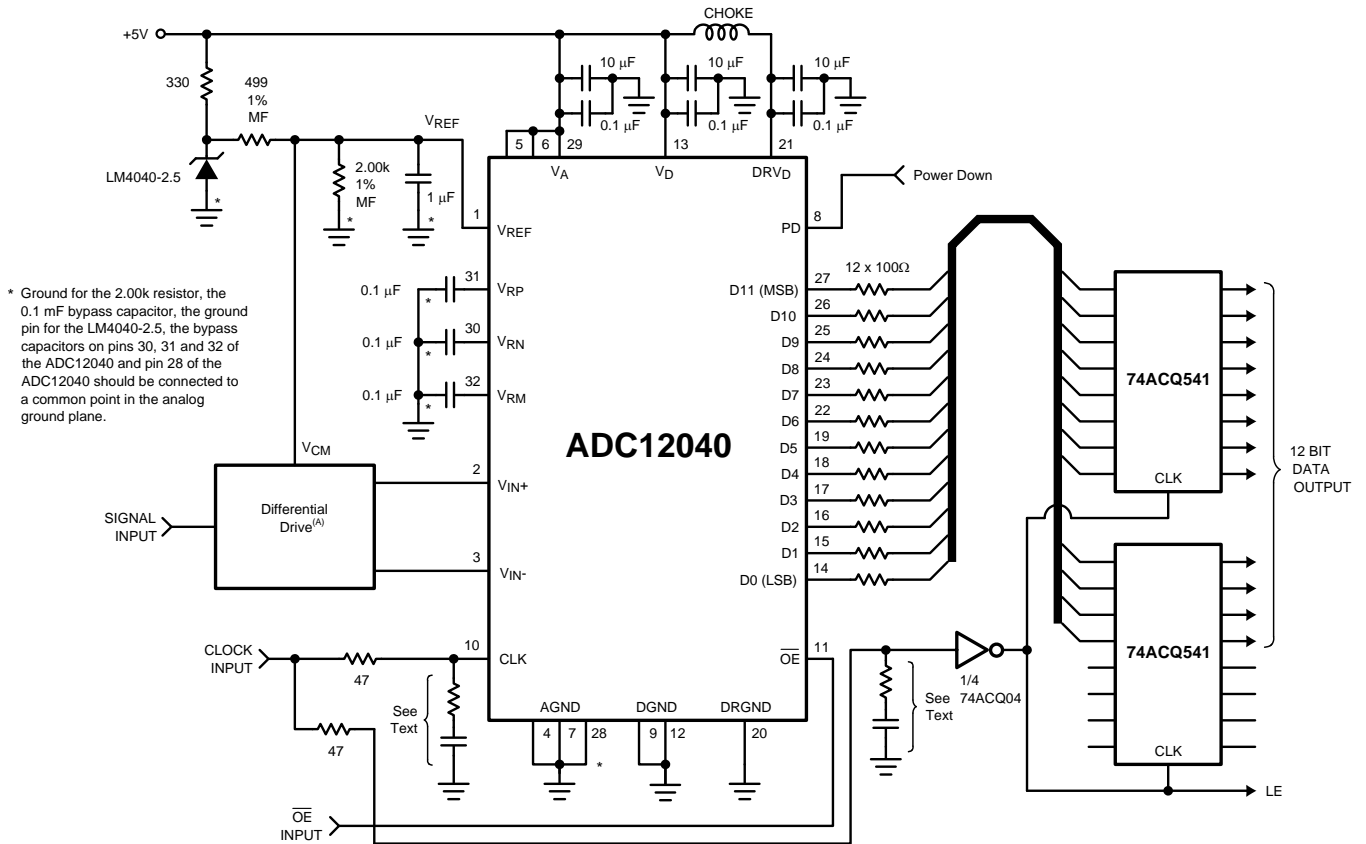 CHOKE
+5V
330
499
1%
MF
10 µF
10 µF
10 µF
0.1 µF
0.1 µF
0.1 µF
VREF
LM4040-2.5
*
2.00k
1%
MF
*
1 µF
*
5
6
29
13
21
VA
VD
DRVD
Power Down
1
VREF
8
PD
* Ground for the 2.00k resistor, the
0.1 mF bypass capacitor, the ground
pin for the LM4040-2.5, the bypass
capacitors on pins 30, 31 and 32 of
the ADC12040 and pin 28 of the
ADC12040 should be connected to
a common point in the analog
ground plane.
0.1 µF
*
31
VRP
0.1 µF
*
30
VRN
0.1 µF
*
32
VRM
ADC12040
12 x 100Ω
D11 (MSB)
27
D10
26
D9
25
D8
24
D7
23
D6
22
D5
19
D4
18
D3
17
D2
16
D1
15
D0 (LSB)
14
74ACQ541
CLK
12 BIT
DATA
OUTPUT
74ACQ541
CLK
VCM
SIGNAL
INPUT
Differential
Drive(A)
2
VIN+
3
VIN-
CLOCK
INPUT
47
47
10
CLK
See
Text
OE
11
1/4
74ACQ04
See
Text
AGND
DGND
DRGND
4
7
28
9
12
20
*
LE
OE
INPUT